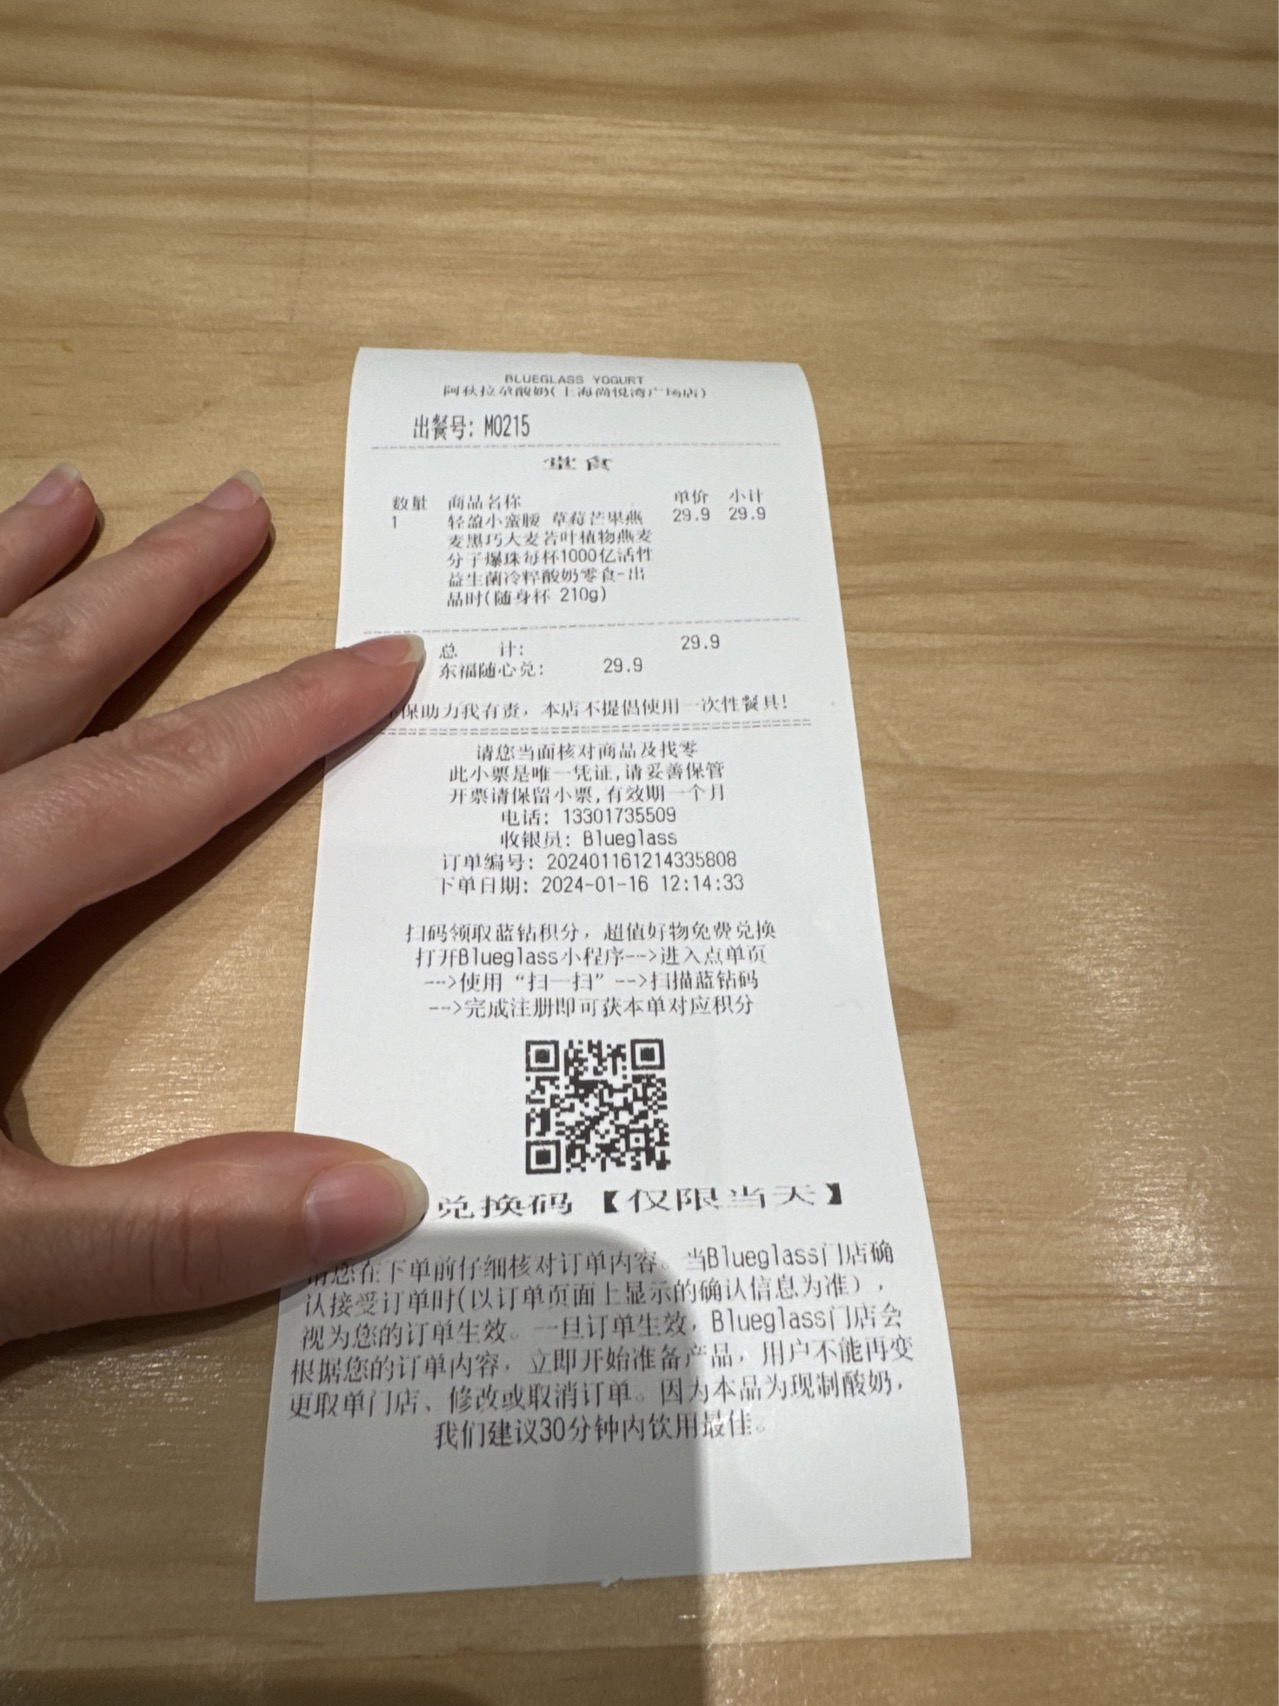 BLUEGLASS YOGURT
阿秋拉尕酸奶(上海尚悦湾广场店)
出餐号: M0215
堂食
数量 商品名称 单价 小计
1 轻盈小蛮腰 草莓芒果燕 29.9 29.9
麦黑巧大麦若叶植物燕麦
分子爆珠每杯1000亿活性
益生菌冷粹酸奶零食-出
品时(随身杯 210g)
总 计: 29.9
东福随心兑: 29.9
保助力我有责, 本店不提倡使用一次性餐具!
请您当面核对商品及找零
此小票是唯一凭证,请妥善保管
开票请保留小票,有效期一个月
电话: 13301735509
收银员: Blueglass
订单编号: 202401161214335808
下单日期: 2024-01-16 12:14:33
扫码领取蓝钻积分, 超值好物免费兑换
打开Blueglass小程序-->进入点单页
-->使用“扫一扫”-->扫描蓝钻码
-->完成注册即可获本单对应积分
兑换码【仅限当天】
请您在下单前仔细核对订单内容。当Blueglass门店确
认接受订单时(以订单页面上显示的确认信息为准),
视为您的订单生效。一旦订单生效, Blueglass门店会
根据您的订单内容, 立即开始准备产品, 用户不能再变
更取单门店、修改或取消订单。因为本品为现制酸奶,
我们建议30分钟内饮用最佳。